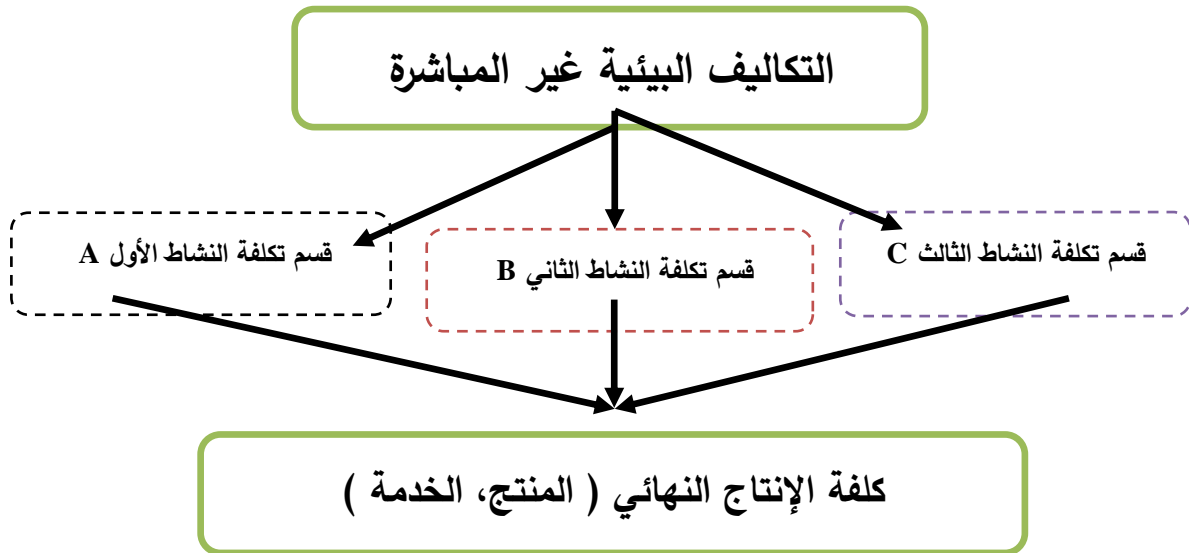 التكاليف البيئية غير المباشرة
قسم تكلفة النشاط الثالث C
قسم تكلفة النشاط الثاني B
قسم تكلفة النشاط الأول A
كلفة الإنتاج النهائي ( المنتج، الخدمة )